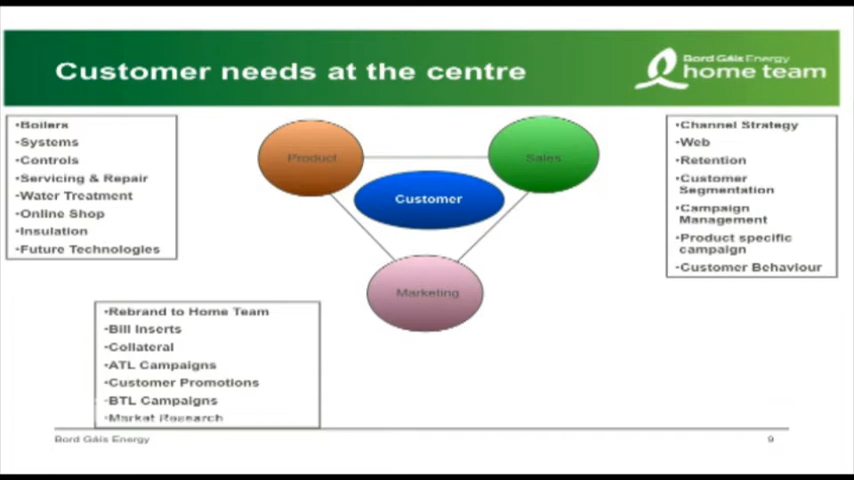 Customer needs at the centre
Bord Gáis Energy
home team
•Boilers
•Systems
•Controls
•Servicing & Repair
•Water Treatment
•Online Shop
•Insulation
•Future Technologies
Product
Sales
Customer
Marketing
•Channel Strategy
•Web
•Retention
•Customer
Segmentation
•Campaign
Management
•Product specific
campaign
•Customer Behaviour
•Rebrand to Home Team
•Bill Inserts
•Collateral
•ATL Campaigns
•Customer Promotions
•BTL Campaigns
•Market Research
Bord Gáis Energy
9